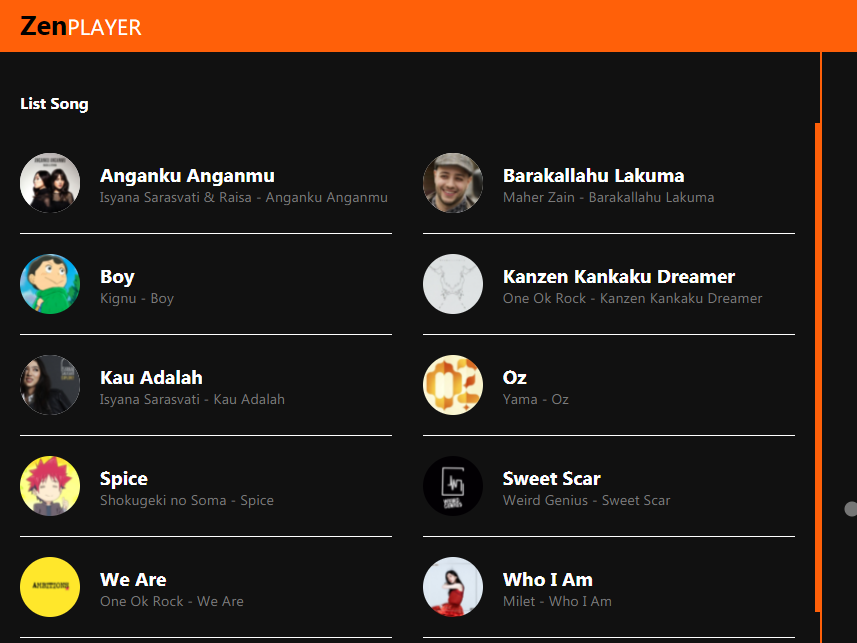 ZenPLAYER
List Song
Anganku Anganmu
Isyana Sarasvati & Raisa - Anganku Anganmu
Barakallahu Lakuma
Maher Zain - Barakallahu Lakuma
Boy
Kignu - Boy
Kanzen Kankaku Dreamer
One Ok Rock - Kanzen Kankaku Dreamer
Kau Adalah
Isyana Sarasvati - Kau Adalah
Oz
Yama - Oz
Spice
Shokugeki no Soma - Spice
Sweet Scar
Weird Genius - Sweet Scar
AMBITIONS
We Are
One Ok Rock - We Are
Who I Am
Milet - Who I Am